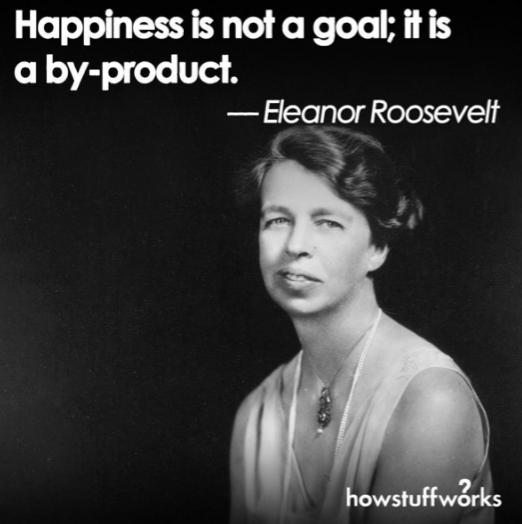 Happiness is not a goal; it is
a by-product.
— Eleanor Roosevelt
howstuffworks
?